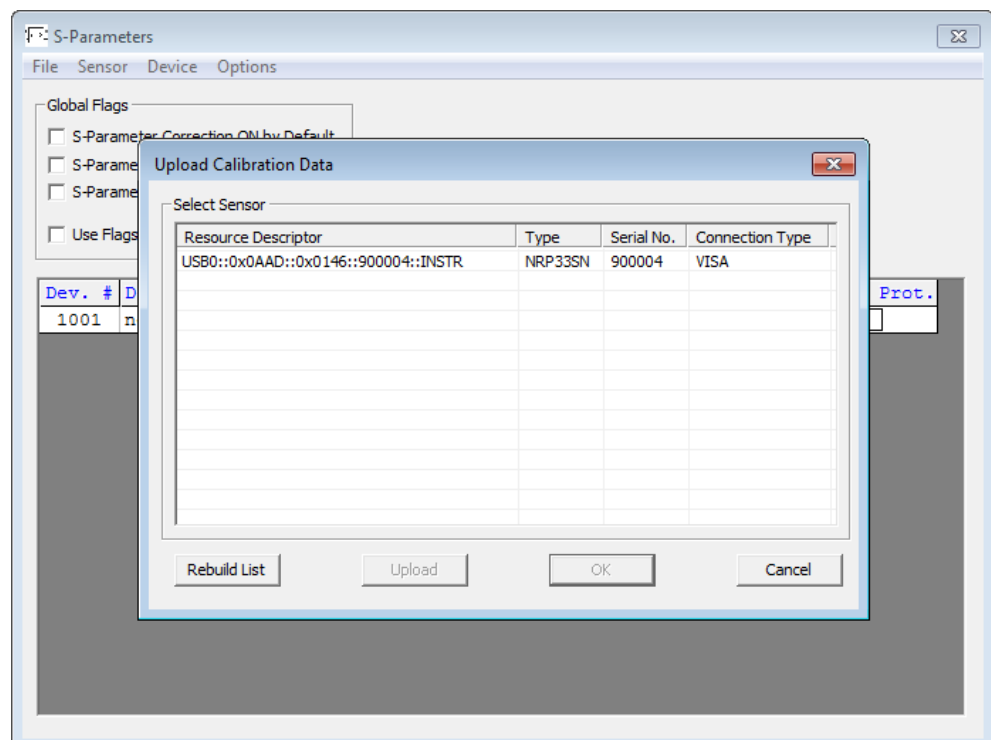 S-Parameters
File Sensor Device Options
Global Flags
S-Parameter Correction ON by Default
S-Parame
S-Parame
Use Flags
Upload Calibration Data
Select Sensor
Resource Descriptor Type Serial No. Connection Type
USB0::0x0AAD::0x0146::900004::INSTR NRP33SN 900004 VISA
Dev. # D Prot.
1001 n
Rebuild List Upload OK Cancel